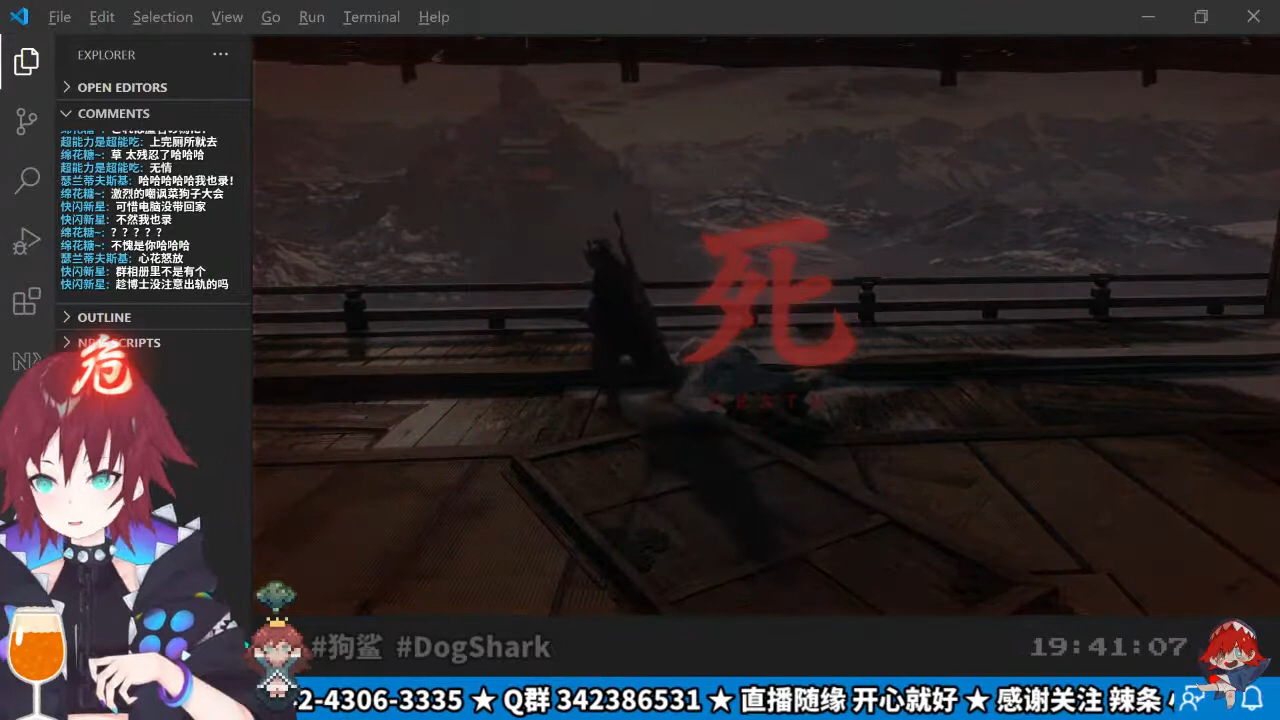 File Edit Selection View Go Run Terminal Help
EXPLORER
OPEN EDITORS
COMMENTS
超能力是超能吃: 上完厕所就去
绵花糖~: 草 太残忍了哈哈哈
超能力是超能吃: 无情
瑟兰蒂夫斯基: 哈哈哈哈哈我也录!
绵花糖~: 激烈的嘲讽菜狗子大会
快闪新星: 可惜电脑没带回家
快闪新星: 不然我也录
绵花糖~: ? ? ? ? ?
绵花糖~: 不愧是你哈哈哈
瑟兰蒂夫斯基: 心花怒放
快闪新星: 群相册里不是有个
快闪新星: 趁博士没注意出轨的吗
OUTLINE
SCRIPTS
危
死
#狗鲨 #DogShark
19:41:07
2-4306-3335 ★ Q群 342386531 ★ 直播随缘 开心就好 ★ 感谢关注 辣条